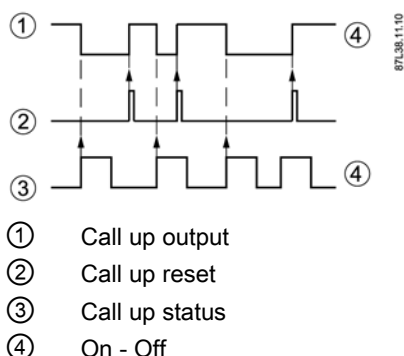 ① ④
87L38.11.10
②
③ ④
① Call up output
② Call up reset
③ Call up status
④ On - Off